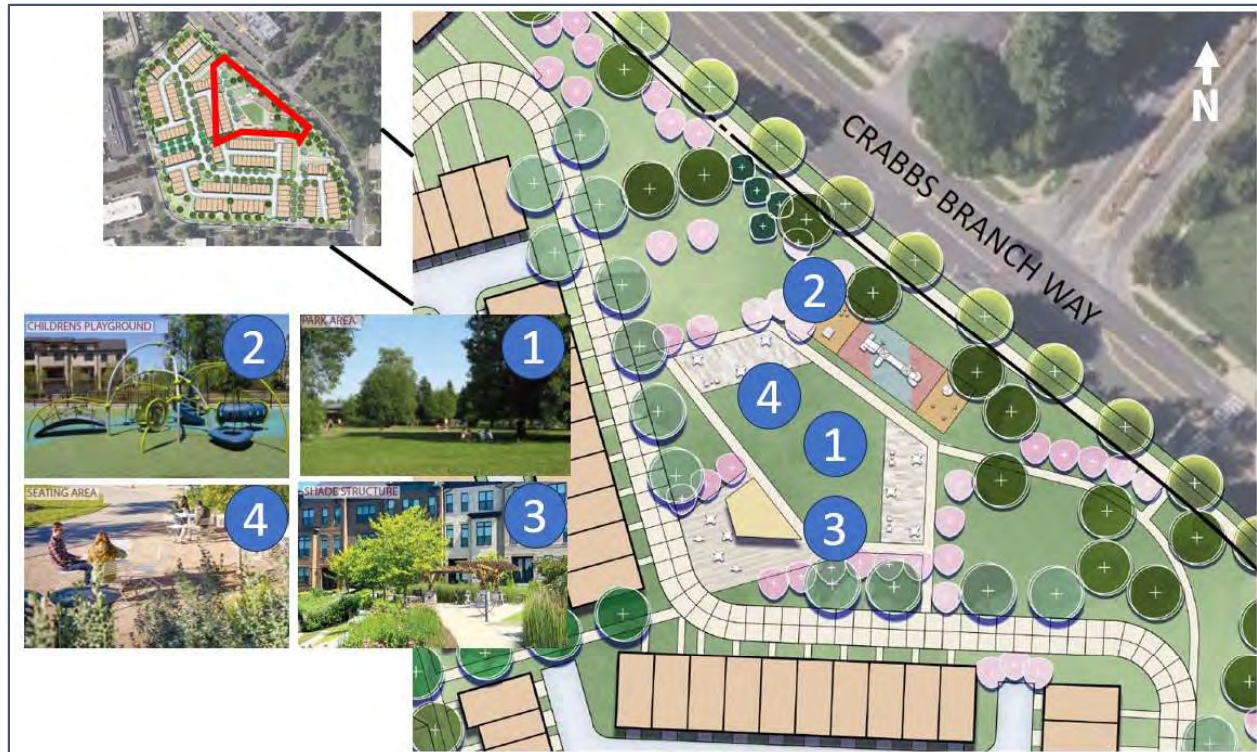 N
CRABBS BRANCH WAY
CHILDRENS PLAYGROUND
2
PARK AREA
1
SEATING AREA
4
SHADE STRUCTURE
3
2
4
1
3